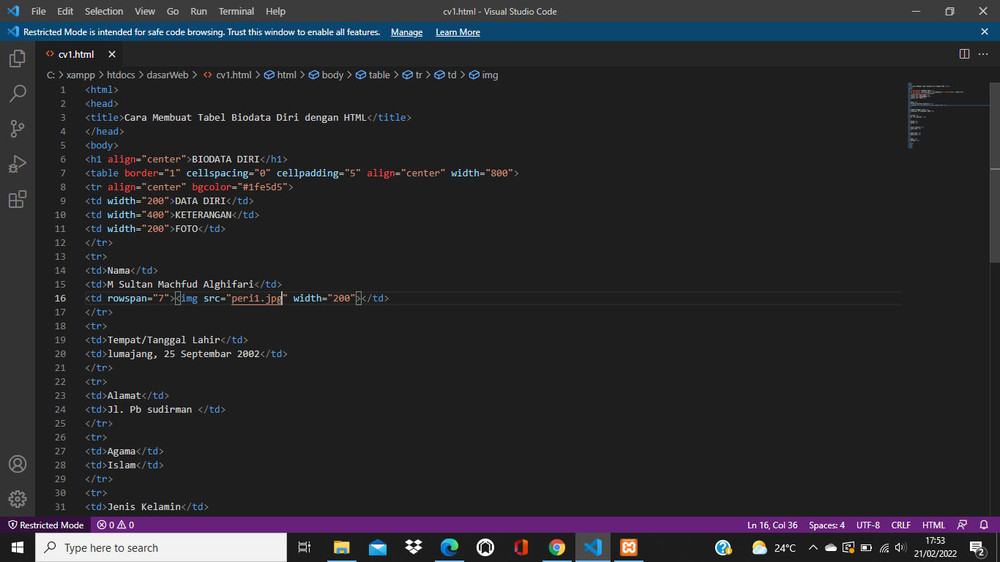 File Edit Selection View Go Run Terminal Help cv1.html - Visual Studio Code
Restricted Mode is intended for safe code browsing. Trust this window to enable all features. Manage Learn More
<> cv1.html
C: > xampp > htdocs > dasarWeb > <> cv1.html > html > body > table > tr > td > img
1 <html>
2 <head>
3 <title>Cara Membuat Tabel Biodata Diri dengan HTML</title>
4 </head>
5 <body>
6 <h1 align="center">BIODATA DIRI</h1>
7 <table border="1" cellspacing="0" cellpadding="5" align="center" width="800">
8 <tr align="center" bgcolor="#1fe5d5">
9 <td width="200">DATA DIRI</td>
10 <td width="400">KETERANGAN</td>
11 <td width="200">FOTO</td>
12 </tr>
13 <tr>
14 <td>Nama</td>
15 <td>M Sultan Machfud Alghifari</td>
16 <td rowspan="7"><img src="peri1.jpg" width="200"></td>
17 </tr>
18 <tr>
19 <td>Tempat/Tanggal Lahir</td>
20 <td>lumajang, 25 Septembar 2002</td>
21 </tr>
22 <tr>
23 <td>Alamat</td>
24 <td>Jl. Pb sudirman </td>
25 </tr>
26 <tr>
27 <td>Agama</td>
28 <td>Islam</td>
29 </tr>
30 <tr>
31 <td>Jenis Kelamin</td>
Restricted Mode 0 0 Ln 16, Col 36 Spaces: 4 UTF-8 CRLF HTML
Type here to search 24°C 17:53
21/02/2022 2